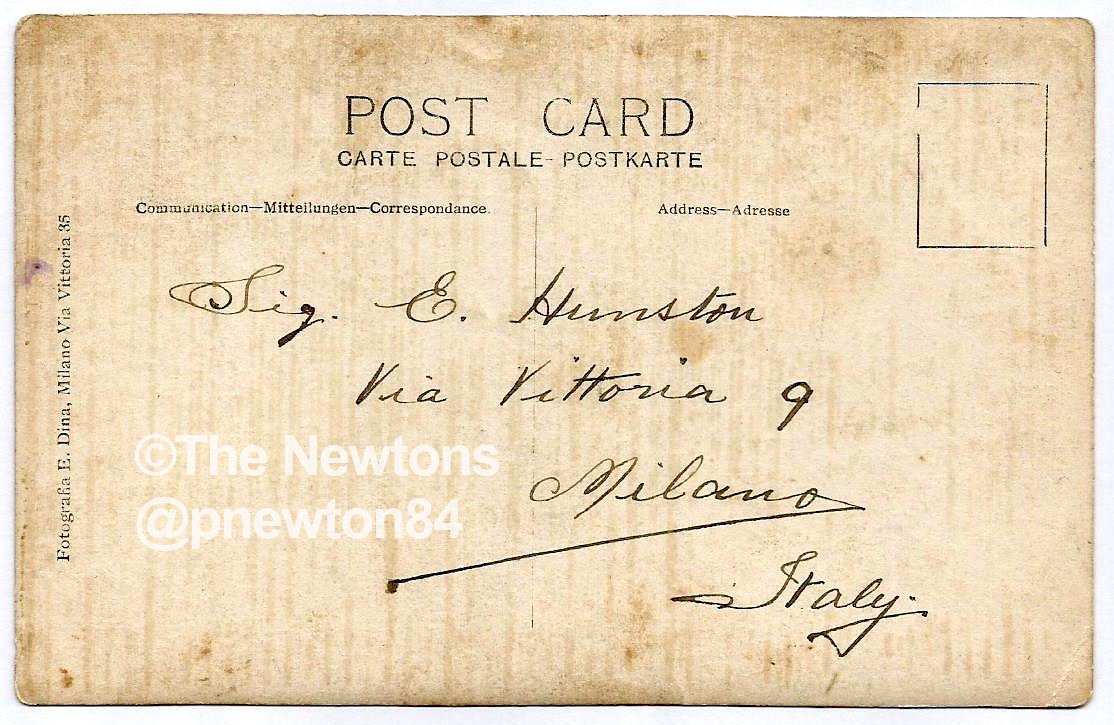 POST CARD
CARTE POSTALE-POSTKARTE
Communication—Mitteilungen—Correspondance.
Address—Adresse
Fotografia E. Dina, Milano Via Vittoria 35
Sig. E. Hunston
Via Vittoria 9
Milano
Italy.
©The Newtons
@pnewton84